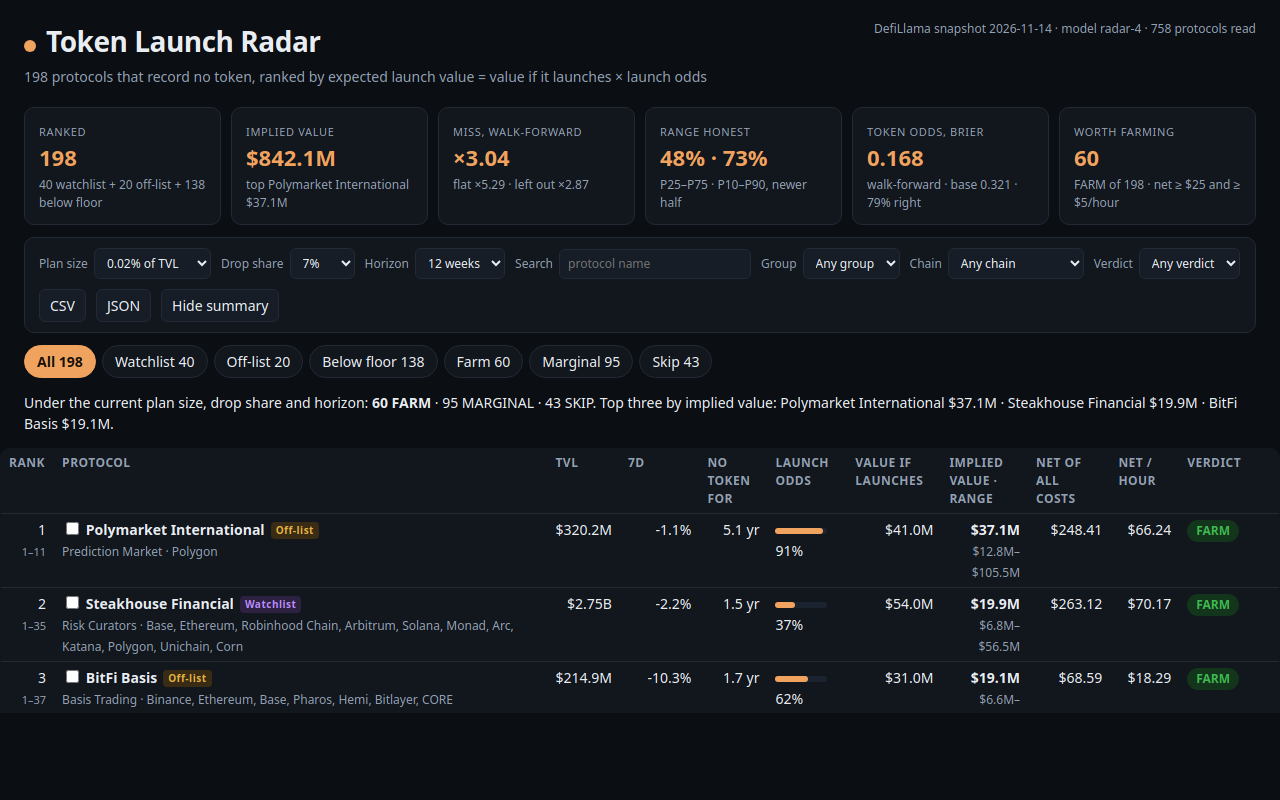 Token Launch Radar
DefiLlama snapshot 2026-11-14 · model radar-4 · 758 protocols read
198 protocols that record no token, ranked by expected launch value = value if it launches × launch odds
RANKED
198
40 watchlist + 20 off-list + 138
below floor
IMPLIED VALUE
$842.1M
top Polymarket International
$37.1M
MISS, WALK-FORWARD
×3.04
flat ×5.29 · left out ×2.87
RANGE HONEST
48% · 73%
P25–P75 · P10–P90, newer
half
TOKEN ODDS, BRIER
0.168
walk-forward · base 0.321 ·
79% right
WORTH FARMING
60
FARM of 198 · net ≥ $25 and ≥
$5/hour
Plan size 0.02% of TVL Drop share 7% Horizon 12 weeks Search protocol name Group Any group Chain Any chain Verdict Any verdict
CSV JSON Hide summary
All 198 Watchlist 40 Off-list 20 Below floor 138 Farm 60 Marginal 95 Skip 43
Under the current plan size, drop share and horizon: 60 FARM · 95 MARGINAL · 43 SKIP. Top three by implied value: Polymarket International $37.1M · Steakhouse Financial $19.9M · BitFi
Basis $19.1M.
RANK PROTOCOL TVL 7D NO TOKEN FOR LAUNCH ODDS VALUE IF LAUNCHES IMPLIED VALUE · RANGE NET OF ALL COSTS NET / HOUR VERDICT
1 Polymarket International Off-list $320.2M -1.1% 5.1 yr $41.0M $37.1M $248.41 $66.24 FARM
1–11 Prediction Market · Polygon 91% $12.8M–
$105.5M
2 Steakhouse Financial Watchlist $2.75B -2.2% 1.5 yr $54.0M $19.9M $263.12 $70.17 FARM
1–35 Risk Curators · Base, Ethereum, Robinhood Chain, Arbitrum, Solana, Monad, Arc, 37% $6.8M–
Katana, Polygon, Unichain, Corn $56.5M
3 BitFi Basis Off-list $214.9M -10.3% 1.7 yr $31.0M $19.1M $68.59 $18.29 FARM
1–37 Basis Trading · Binance, Ethereum, Base, Pharos, Hemi, Bitlayer, CORE 62% $6.6M–